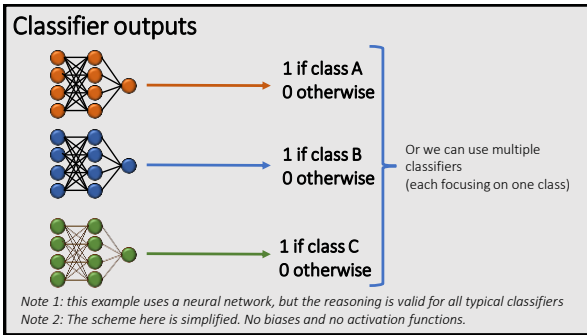 Classifier outputs
1 if class A
0 otherwise
1 if class B
0 otherwise
Or we can use multiple
classifiers
(each focusing on one class)
1 if class C
0 otherwise
Note 1: this example uses a neural network, but the reasoning is valid for all typical classifiers
Note 2: The scheme here is simplified. No biases and no activation functions.